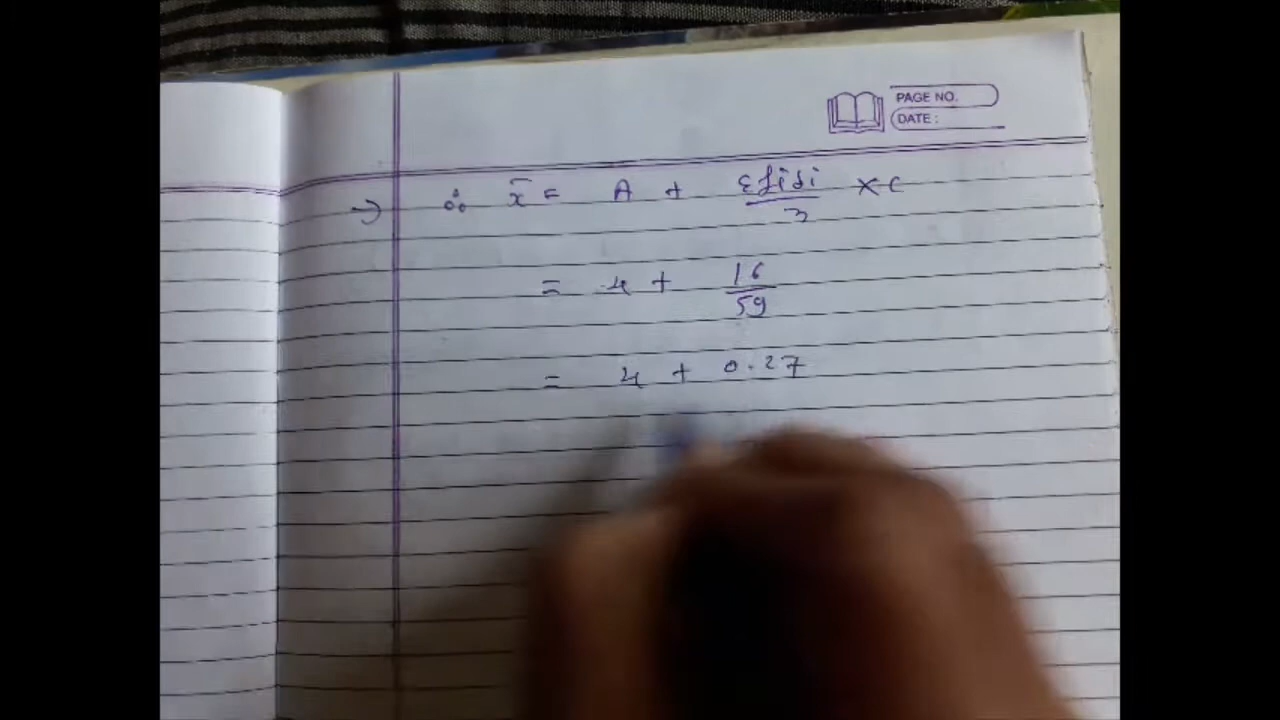 PAGE NO.
DATE :
→ ∴ x̄ = A + Σfidi/n × c
= 4 + 16/59
= 4 + 0.27